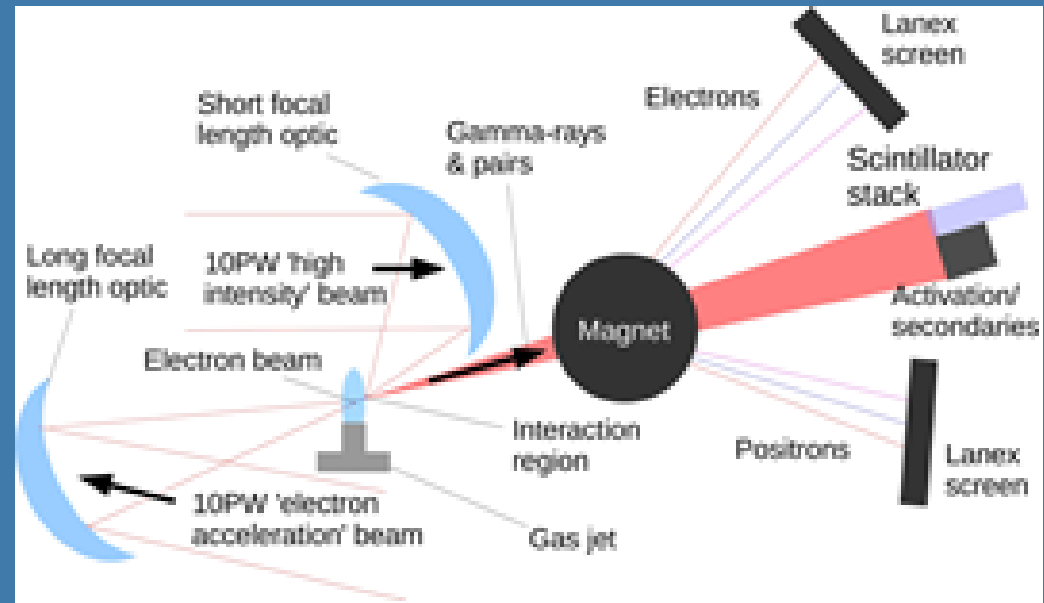 Lanex
screen
Electrons
Short focal
length optic
Gamma-rays
& pairs
Scintillator
stack
Long focal
length optic
10PW 'high
intensity' beam
Activation/
secondaries
Magnet
Electron beam
Interaction
region
Positrons
Lanex
screen
10PW 'electron
acceleration' beam
Gas jet